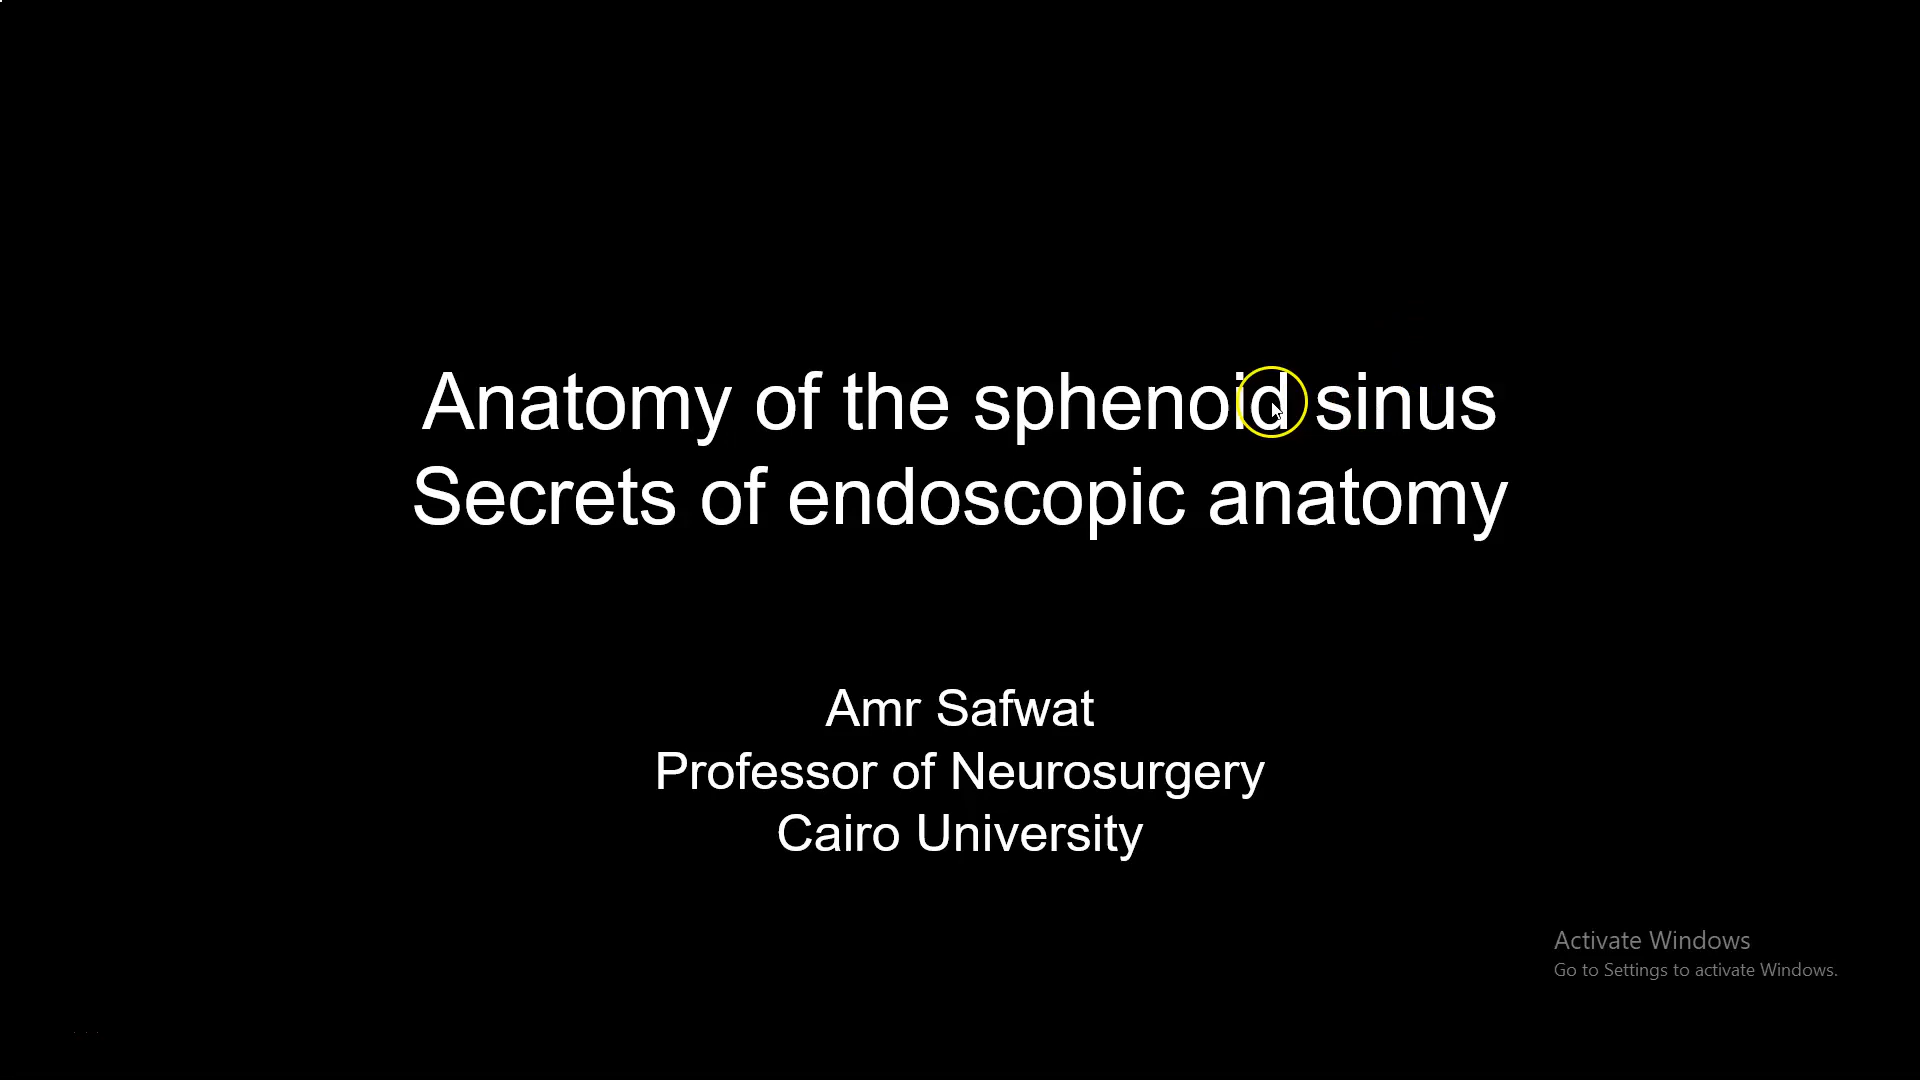 Anatomy of the sphenoid sinus
Secrets of endoscopic anatomy
Amr Safwat
Professor of Neurosurgery
Cairo University
Activate Windows
Go to Settings to activate Windows.